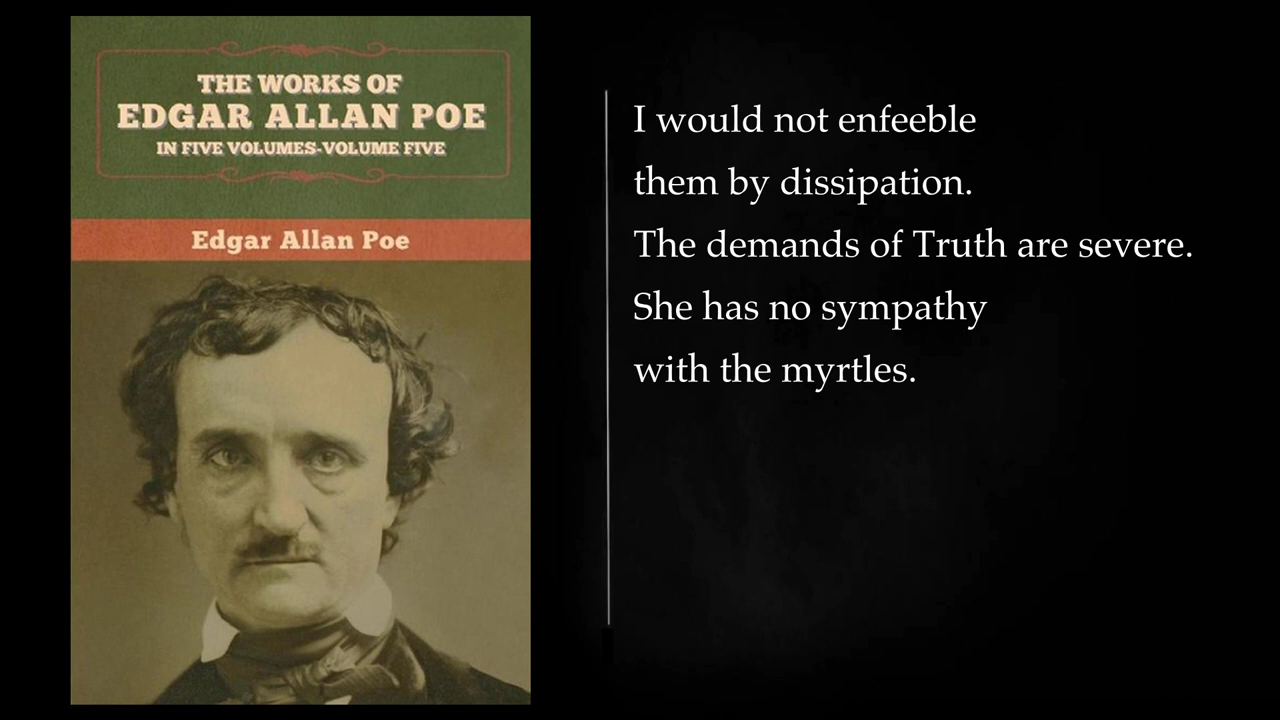 THE WORKS OF
EDGAR ALLAN POE
IN FIVE VOLUMES-VOLUME FIVE
Edgar Allan Poe
I would not enfeeble
them by dissipation.
The demands of Truth are severe.
She has no sympathy
with the myrtles.